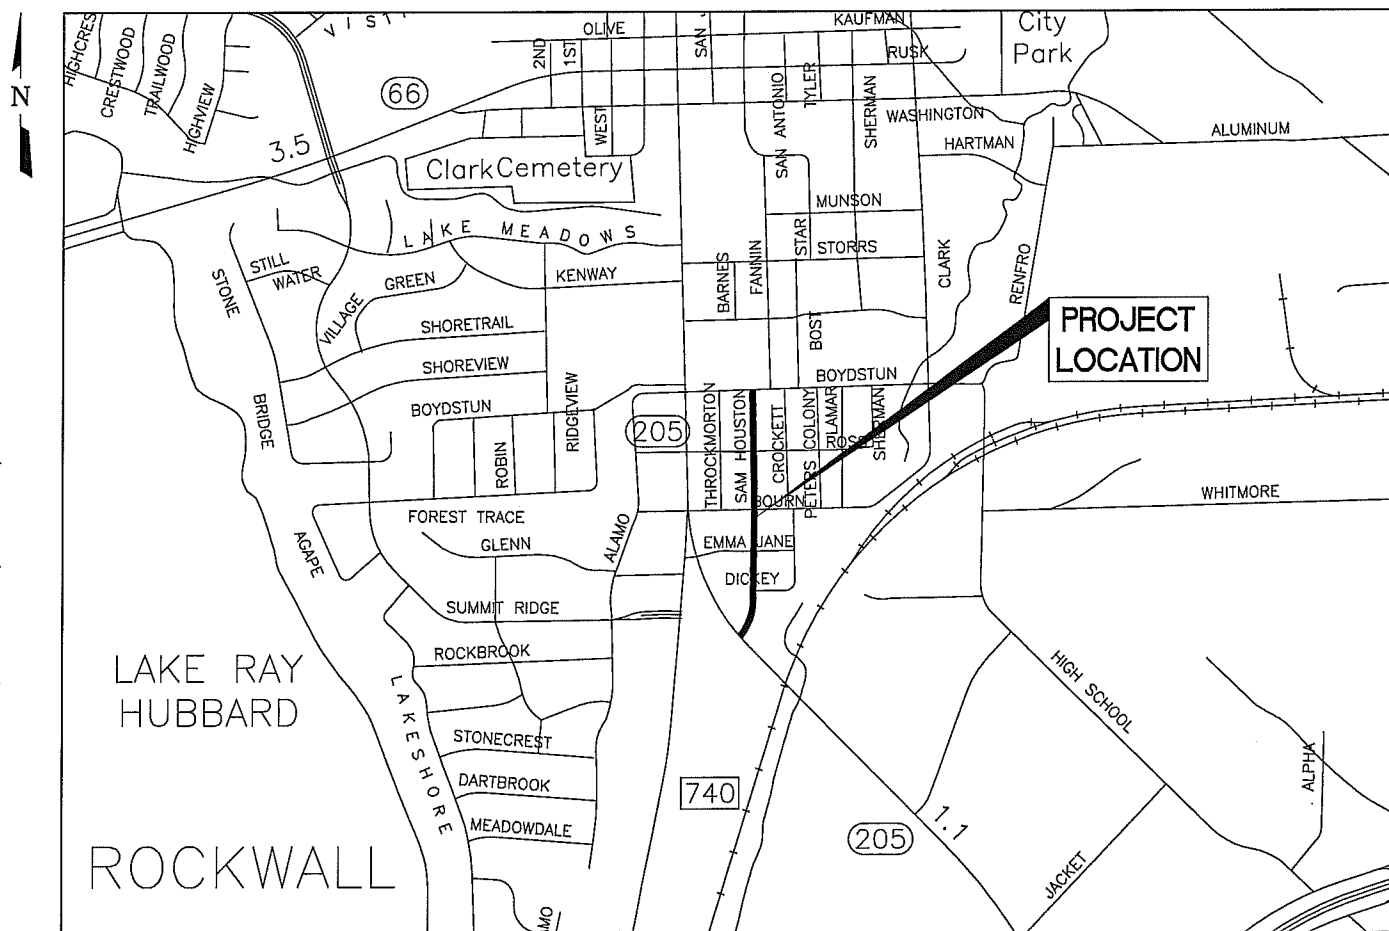 N
HIGHCRES
CRESTWOOD
TRAILWOOD
HIGHVIEW
VIST
OLIVE
2ND
1ST
SAN
KAUFMAN
RUSK
City
Park
66
3.5
WEST
SAN ANTONIO
TYLER
SHERMAN
WASHINGTON
HARTMAN
ALUMINUM
Clark Cemetery
MUNSON
STAR
STORRS
LAKE MEADOWS
STILL
WATER
STONE
BRIDGE
GREEN
VILLAGE
KENWAY
BARNES
FANNIN
CLARK
RENFRO
SHORETRAIL
SHOREVIEW
BOST
PROJECT
LOCATION
BOYDSTUN
BOYDSTUN
ROBIN
RIDGEVIEW
205
THROCKMORTON
SAM HOUSTON
CROCKETT
PETERS COLONY
LAMAR
ROSS
SHERMAN
BOURN
WHITMORE
FOREST TRACE
GLENN
ALAMO
EMMA JANE
DICKEY
AGAPE
SUMMIT RIDGE
ROCKBROOK
LAKE RAY
HUBBARD
LAKESHORE
HIGH SCHOOL
STONECREST
DARTBROOK
MEADOWDALE
740
205
1.1
ALPHA
JACKET
ROCKWALL
MO